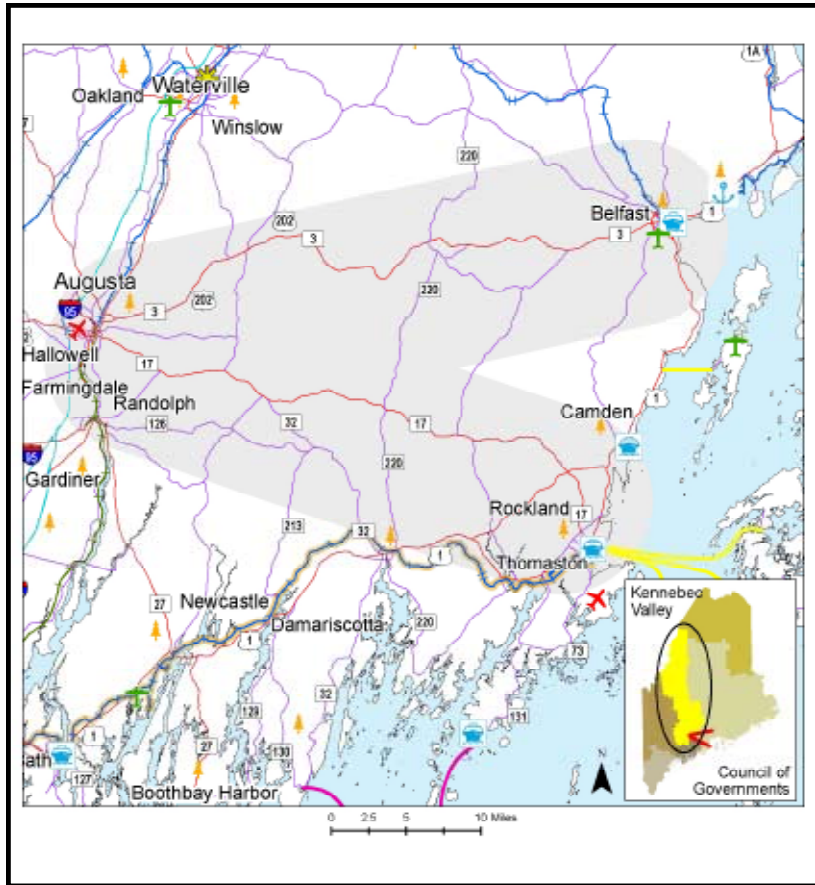 1A
Waterville
Oakland
Winslow
220
202
Belfast
1
3
3
Augusta
220
202
3
95
Hallowell
17
Farmingdale
1
Randolph
Camden
126
32
17
95
220
Gardiner
Rockland
17
213
32
1
Thomaston
27
Newcastle
Damariscotta
220
1
73
32
129
131
1
27
130
Bath
127
Boothbay Harbor
Kennebec
Valley
Council of
Governments
N
0 2.5 5 10 Miles